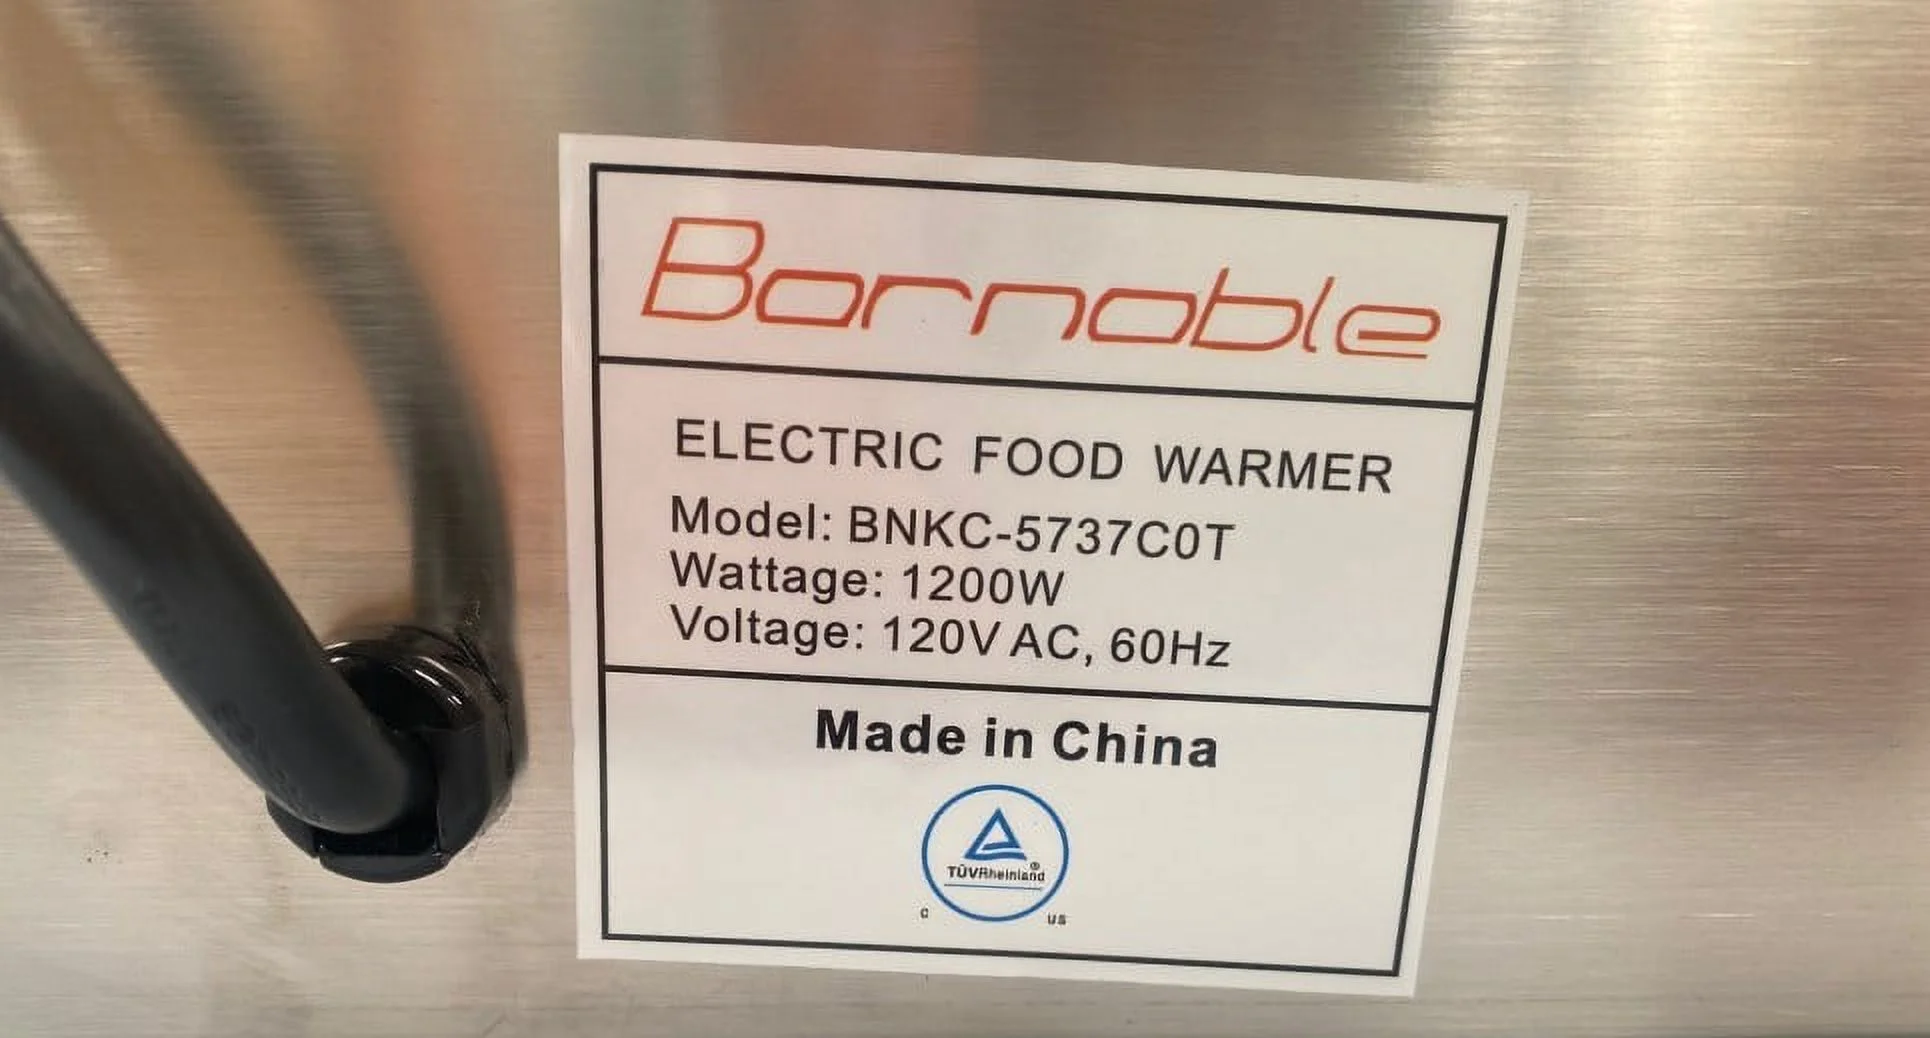 Bornoble
ELECTRIC FOOD WARMER
Model: BNKC-5737C0T
Wattage: 1200W
Voltage: 120V AC, 60Hz
Made in China
TÜVRheinland®
c us